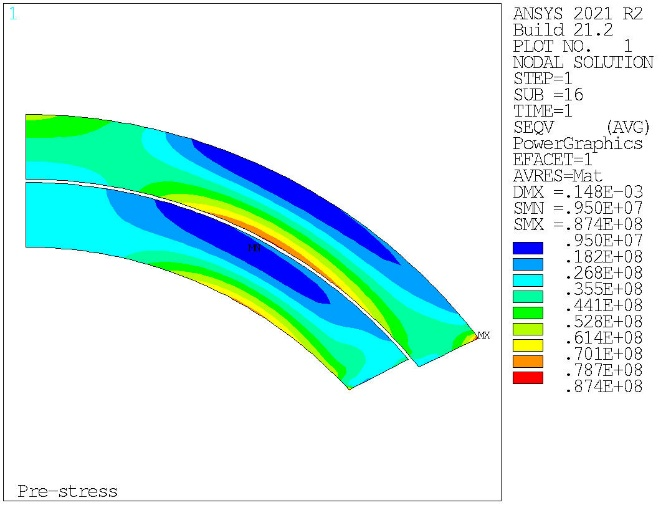 1
ANSYS 2021 R2
Build 21.2
PLOT NO. 1
NODAL SOLUTION
STEP=1
SUB =16
TIME=1
SEQV (AVG)
PowerGraphics
EFACET=1
AVRES=Mat
DMX =.148E-03
SMN =.950E+07
SMX =.874E+08
.950E+07
.182E+08
.268E+08
.355E+08
.441E+08
.528E+08
.614E+08
.701E+08
.787E+08
.874E+08
MX
Pre-stress